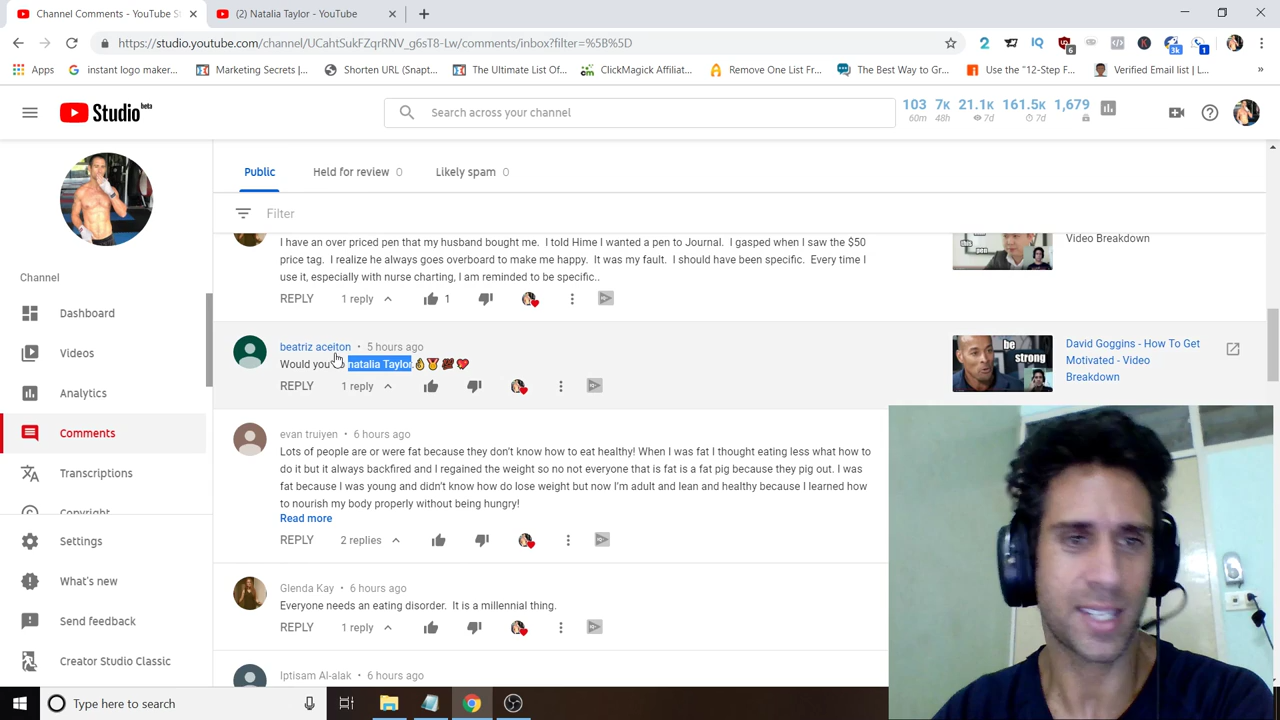 Channel Comments - YouTube S
(2) Natalia Taylor - YouTube
https://studio.youtube.com/channel/UCahtSukFZqrRNV_g6sT8-Lw/comments/inbox?filter=%5B%5D
Apps
instant logo maker...
Marketing Secrets |...
Shorten URL (Snapt...
The Ultimate List Of...
ClickMagick Affiliat...
Remove One List Fr...
The Best Way to Gr...
Use the "12-Step F...
Verified Email list | L...
Studio beta
Search across your channel
103 7K 21.1K 161.5K 1,679
60m 48h 7d 7d
Channel
Dashboard
Videos
Analytics
Comments
Transcriptions
Copyright
Settings
What's new
Send feedback
Creator Studio Classic
Public
Held for review 0
Likely spam 0
Filter
I have an over priced pen that my husband bought me. I told Hime I wanted a pen to Journal. I gasped when I saw the $50
price tag. I realize he always goes overboard to make me happy. It was my fault. I should have been specific. Every time I
use it, especially with nurse charting, I am reminded to be specific..
REPLY 1 reply 1
this
pen
Video Breakdown
beatriz aceiton • 5 hours ago
Would you natalia Taylor 👌🏅💯❤
REPLY 1 reply
be
strong
David Goggins - How To Get
Motivated - Video
Breakdown
evan truiyen • 6 hours ago
Lots of people are or were fat because they don't know how to eat healthy! When I was fat I thought eating less what how to
do it but it always backfired and I regained the weight so no not everyone that is fat is a fat pig because they pig out. I was
fat because I was young and didn't know how do lose weight but now I'm adult and lean and healthy because I learned how
to nourish my body properly without being hungry!
Read more
REPLY 2 replies
Glenda Kay • 6 hours ago
Everyone needs an eating disorder. It is a millennial thing.
REPLY 1 reply
Iptisam Al-alak • 6 hours ago
Type here to search